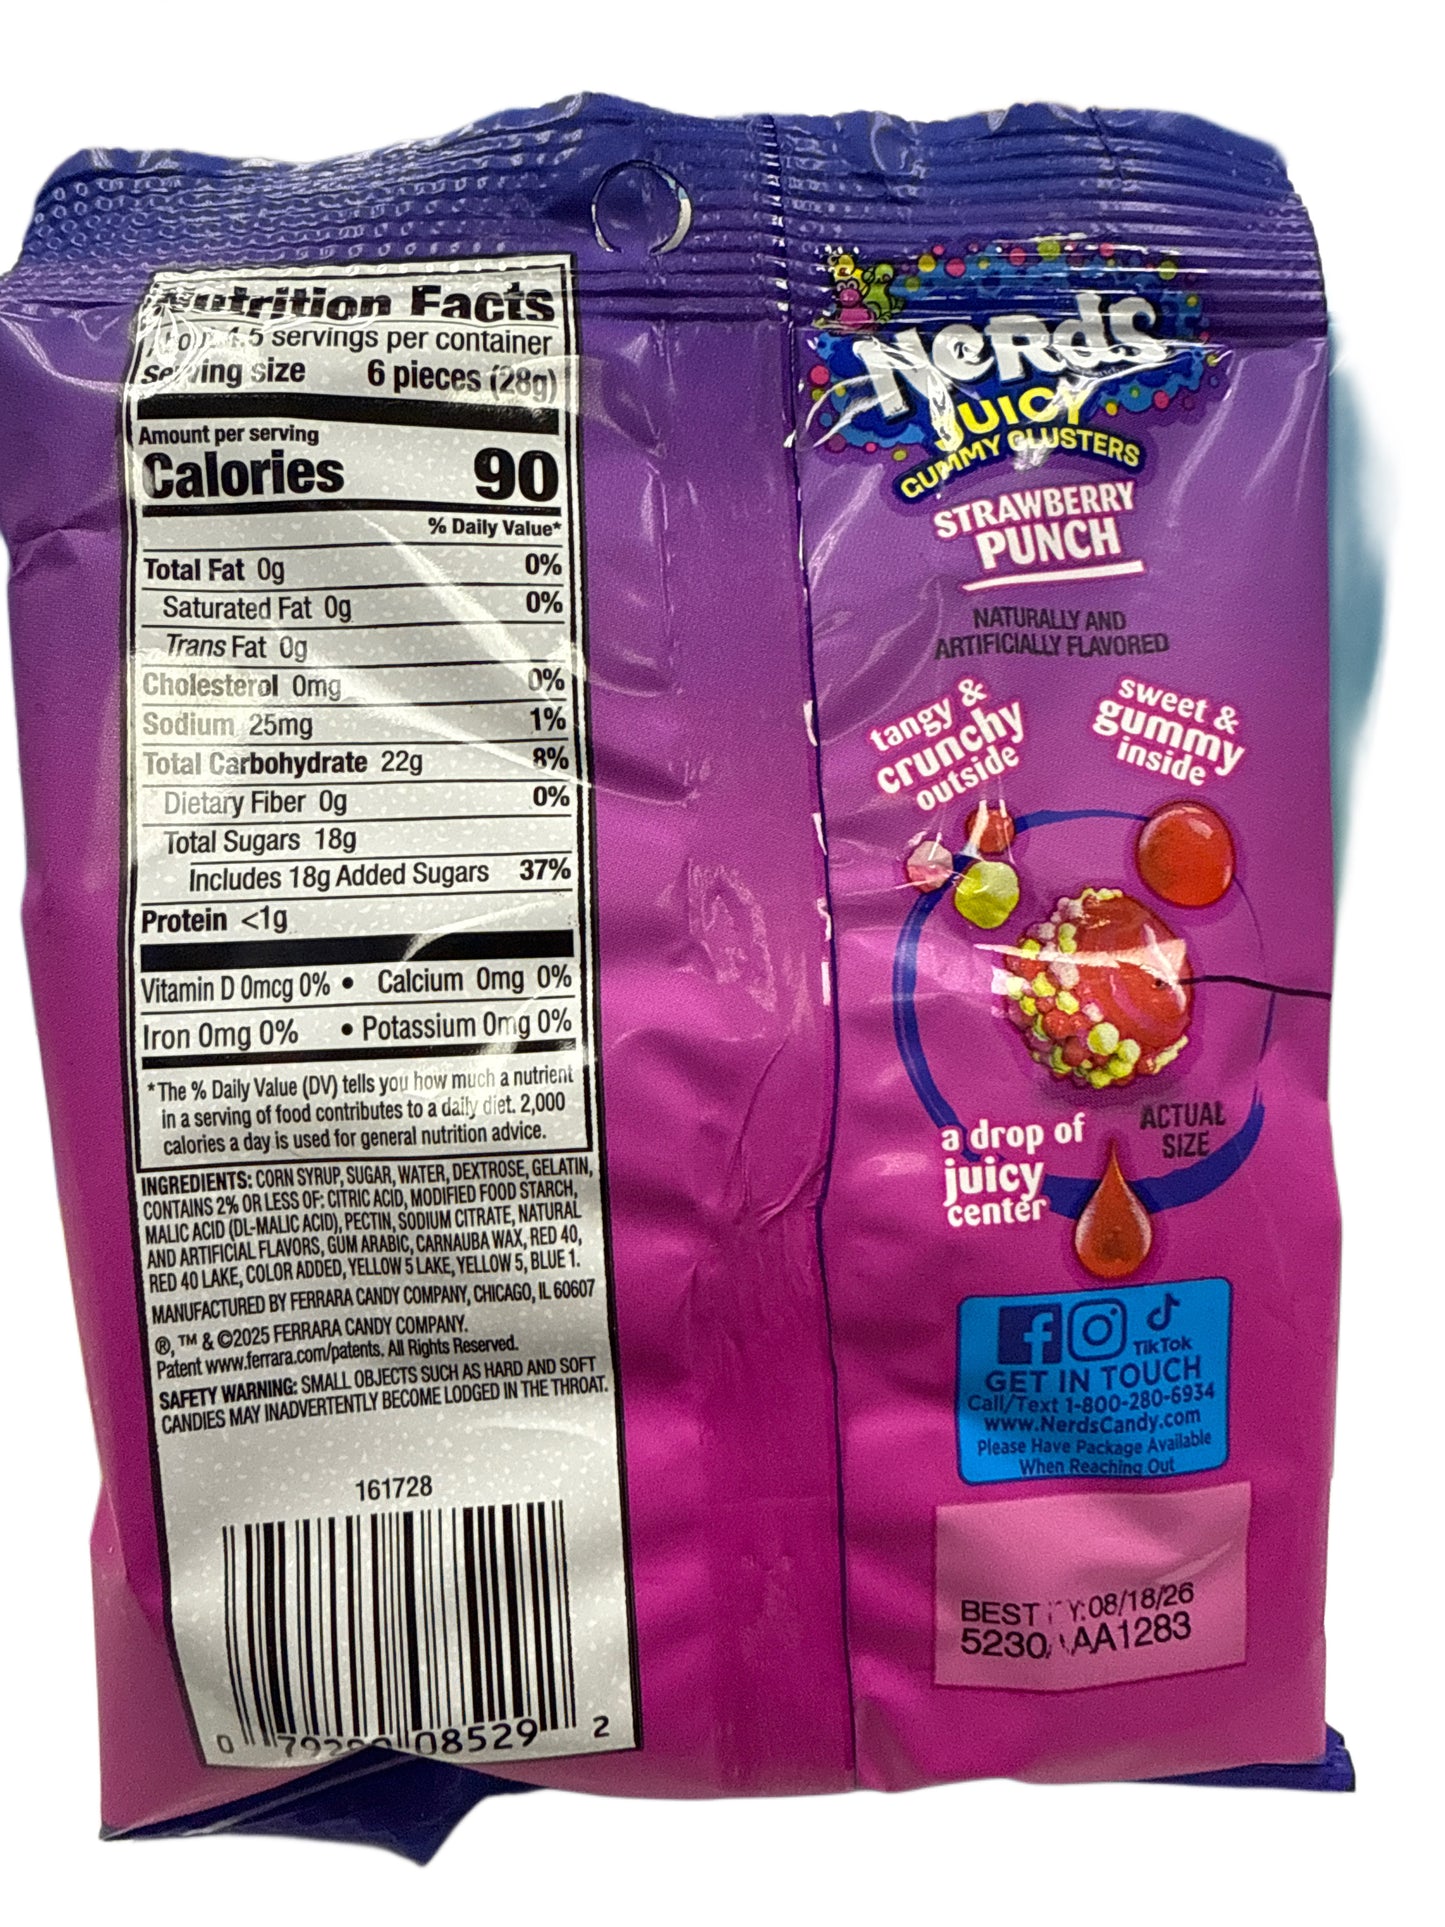 Nutrition Facts
4.5 servings per container
Serving size 6 pieces (28g)
Amount per serving
Calories 90
% Daily Value*
Total Fat 0g 0%
Saturated Fat 0g 0%
Trans Fat 0g
Cholesterol 0mg 0%
Sodium 25mg 1%
Total Carbohydrate 22g 8%
Dietary Fiber 0g 0%
Total Sugars 18g
Includes 18g Added Sugars 37%
Protein <1g
Vitamin D 0mcg 0% • Calcium 0mg 0%
Iron 0mg 0% • Potassium 0mg 0%
*The % Daily Value (DV) tells you how much a nutrient
in a serving of food contributes to a daily diet. 2,000
calories a day is used for general nutrition advice.
INGREDIENTS: CORN SYRUP, SUGAR, WATER, DEXTROSE, GELATIN,
CONTAINS 2% OR LESS OF: CITRIC ACID, MODIFIED FOOD STARCH,
MALIC ACID (DL-MALIC ACID), PECTIN, SODIUM CITRATE, NATURAL
AND ARTIFICIAL FLAVORS, GUM ARABIC, CARNAUBA WAX, RED 40,
RED 40 LAKE, COLOR ADDED, YELLOW 5 LAKE, YELLOW 5, BLUE 1.
MANUFACTURED BY FERRARA CANDY COMPANY, CHICAGO, IL 60607
®, ™ & ©2025 FERRARA CANDY COMPANY.
Patent www.ferrara.com/patents. All Rights Reserved.
SAFETY WARNING: SMALL OBJECTS SUCH AS HARD AND SOFT
CANDIES MAY INADVERTENTLY BECOME LODGED IN THE THROAT.
161728
0 08529 2
Nerds
JUICY
GUMMY CLUSTERS
STRAWBERRY
PUNCH
NATURALLY AND
ARTIFICIALLY FLAVORED
tangy &
crunchy
outside
sweet &
gummy
inside
a drop of
juicy
center
ACTUAL
SIZE
TikTok
GET IN TOUCH
Call/Text 1-800-280-6934
www.NerdsCandy.com
Please Have Package Available
When Reaching Out
BEST 08/18/26
5230 AA1283